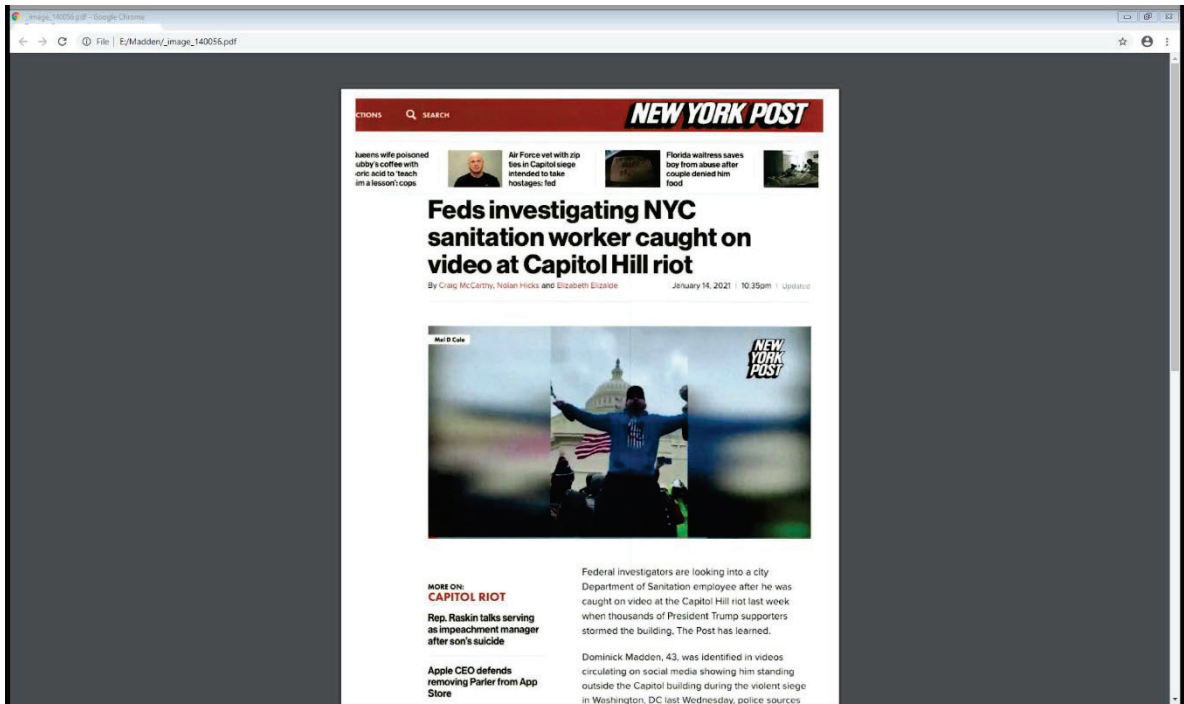 _image_140056.pdf - Google Chrome
File | E:/Madden/_image_140056.pdf
CTIONS
SEARCH
NEW YORK POST
ueens wife poisoned
ubby's coffee with
oric acid to 'teach
im a lesson': cops
Air Force vet with zip
ties in Capitol siege
intended to take
hostages: fed
Florida waitress saves
boy from abuse after
couple denied him
food
Feds investigating NYC
sanitation worker caught on
video at Capitol Hill riot
By Craig McCarthy, Nolan Hicks and Elizabeth Elizalde
January 14, 2021 | 10:35pm | Updated
Mel D Cole
NEW
YORK
POST
MORE ON:
CAPITOL RIOT
Rep. Raskin talks serving
as impeachment manager
after son's suicide
Apple CEO defends
removing Parler from App
Store
Federal investigators are looking into a city
Department of Sanitation employee after he was
caught on video at the Capitol Hill riot last week
when thousands of President Trump supporters
stormed the building, The Post has learned.
Dominick Madden, 43, was identified in videos
circulating on social media showing him standing
outside the Capitol building during the violent siege
in Washington, DC last Wednesday, police sources